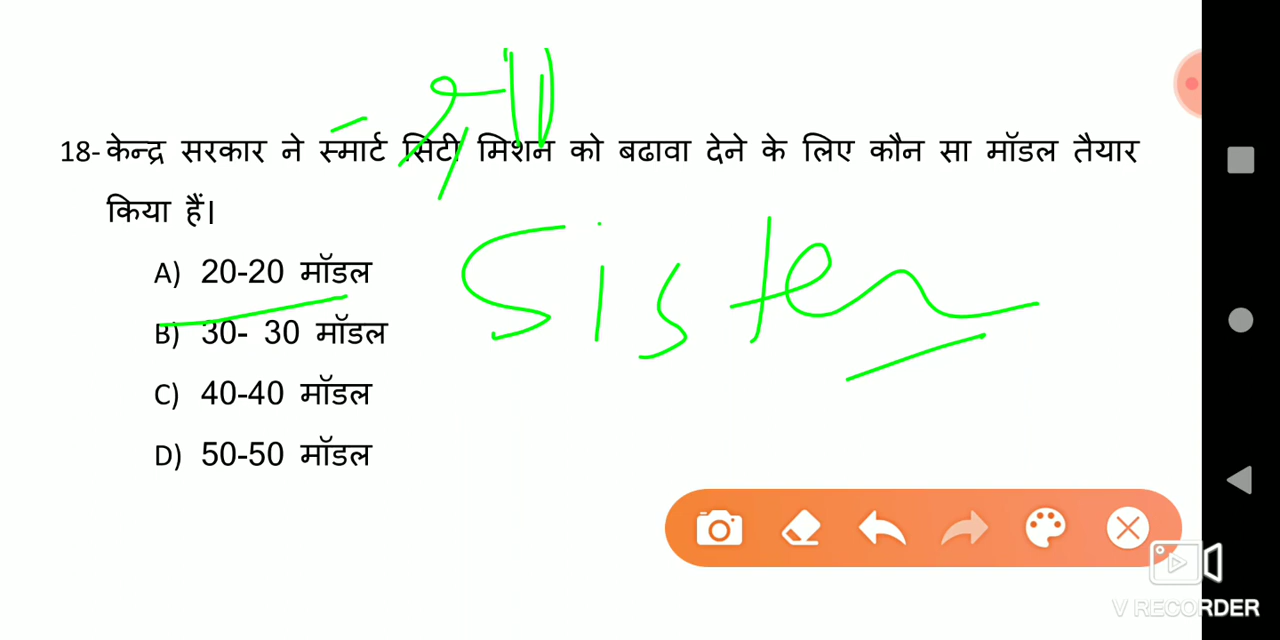 18- केन्द्र सरकार ने स्मार्ट सिटी मिशन को बढावा देने के लिए कौन सा मॉडल तैयार
किया हैं।
Sister
A) 20-20 मॉडल
B) 30- 30 मॉडल
C) 40-40 मॉडल
D) 50-50 मॉडल
V RECORDER